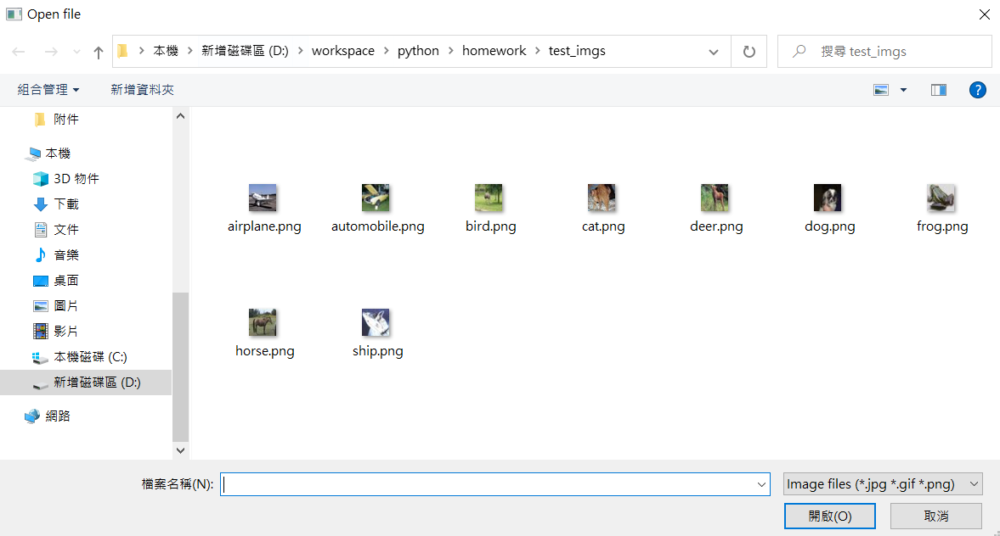 Open file
本機 新增磁碟區 (D:) workspace python homework test_imgs
搜尋 test_imgs
組合管理 新增資料夾
?
附件
本機
3D 物件
下載
文件
音樂
桌面
圖片
影片
本機磁碟 (C:)
新增磁碟區 (D:)
網路
airplane.png automobile.png bird.png cat.png deer.png dog.png frog.png
horse.png ship.png
檔案名稱(N):
Image files (*.jpg *.gif *.png)
開啟(O) 取消